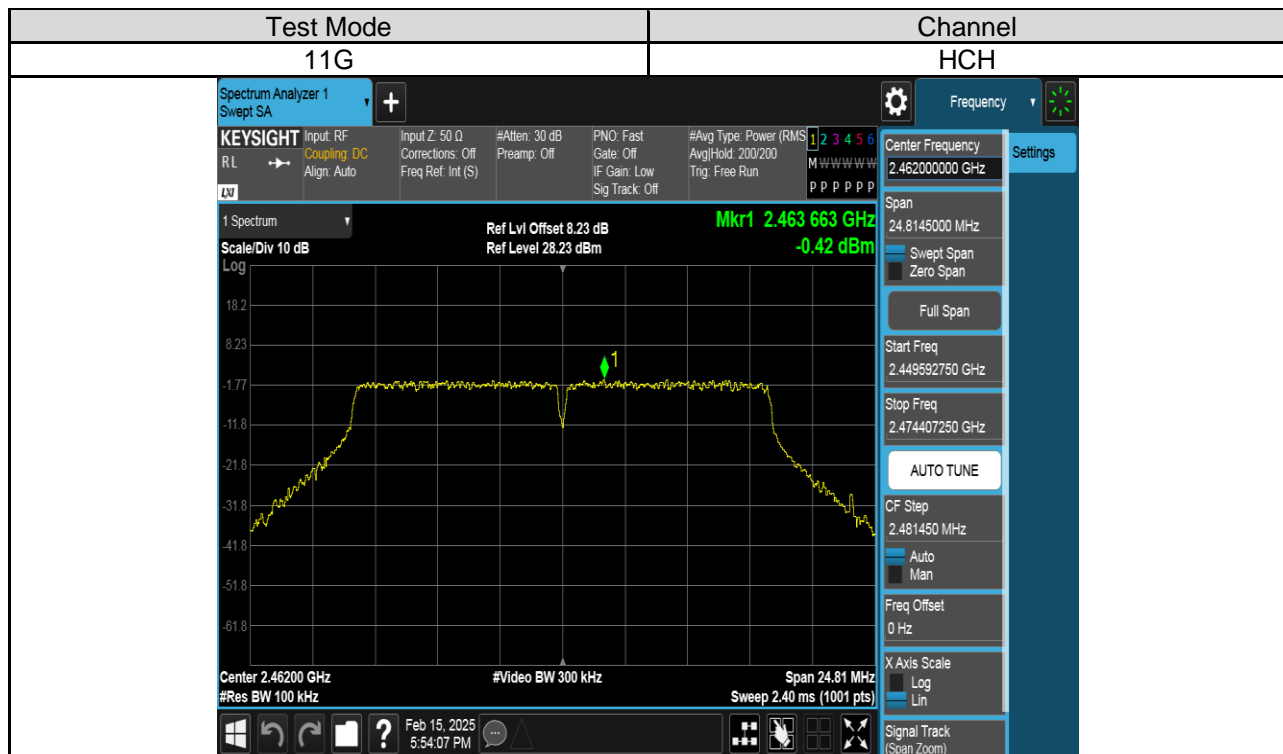 Test Mode Channel
11G HCH
Spectrum Analyzer 1
Swept SA
+
Frequency
KEYSIGHT
R L
LXI
Input: RF
Coupling: DC
Align: Auto
Input Z: 50 Ω
Corrections: Off
Freq Ref: Int (S)
#Atten: 30 dB
Preamp: Off
PNO: Fast
Gate: Off
IF Gain: Low
Sig Track: Off
#Avg Type: Power (RMS
Avg|Hold: 200/200
Trig: Free Run
1 2 3 4 5 6
M W W W W W
P P P P P P
1 Spectrum
Scale/Div 10 dB
Ref Lvl Offset 8.23 dB
Ref Level 28.23 dBm
Mkr1 2.463 663 GHz
-0.42 dBm
Log
18.2
8.23
-1.77
-11.8
-21.8
-31.8
-41.8
-51.8
-61.8
1
Center 2.46200 GHz
#Res BW 100 kHz
#Video BW 300 kHz
Span 24.81 MHz
Sweep 2.40 ms (1001 pts)
Center Frequency
2.462000000 GHz
Settings
Span
24.8145000 MHz
Swept Span
Zero Span
Full Span
Start Freq
2.449592750 GHz
Stop Freq
2.474407250 GHz
AUTO TUNE
CF Step
2.481450 MHz
Auto
Man
Freq Offset
0 Hz
X Axis Scale
Log
Lin
Signal Track
(Span Zoom)
?
Feb 15, 2025
5:54:07 PM